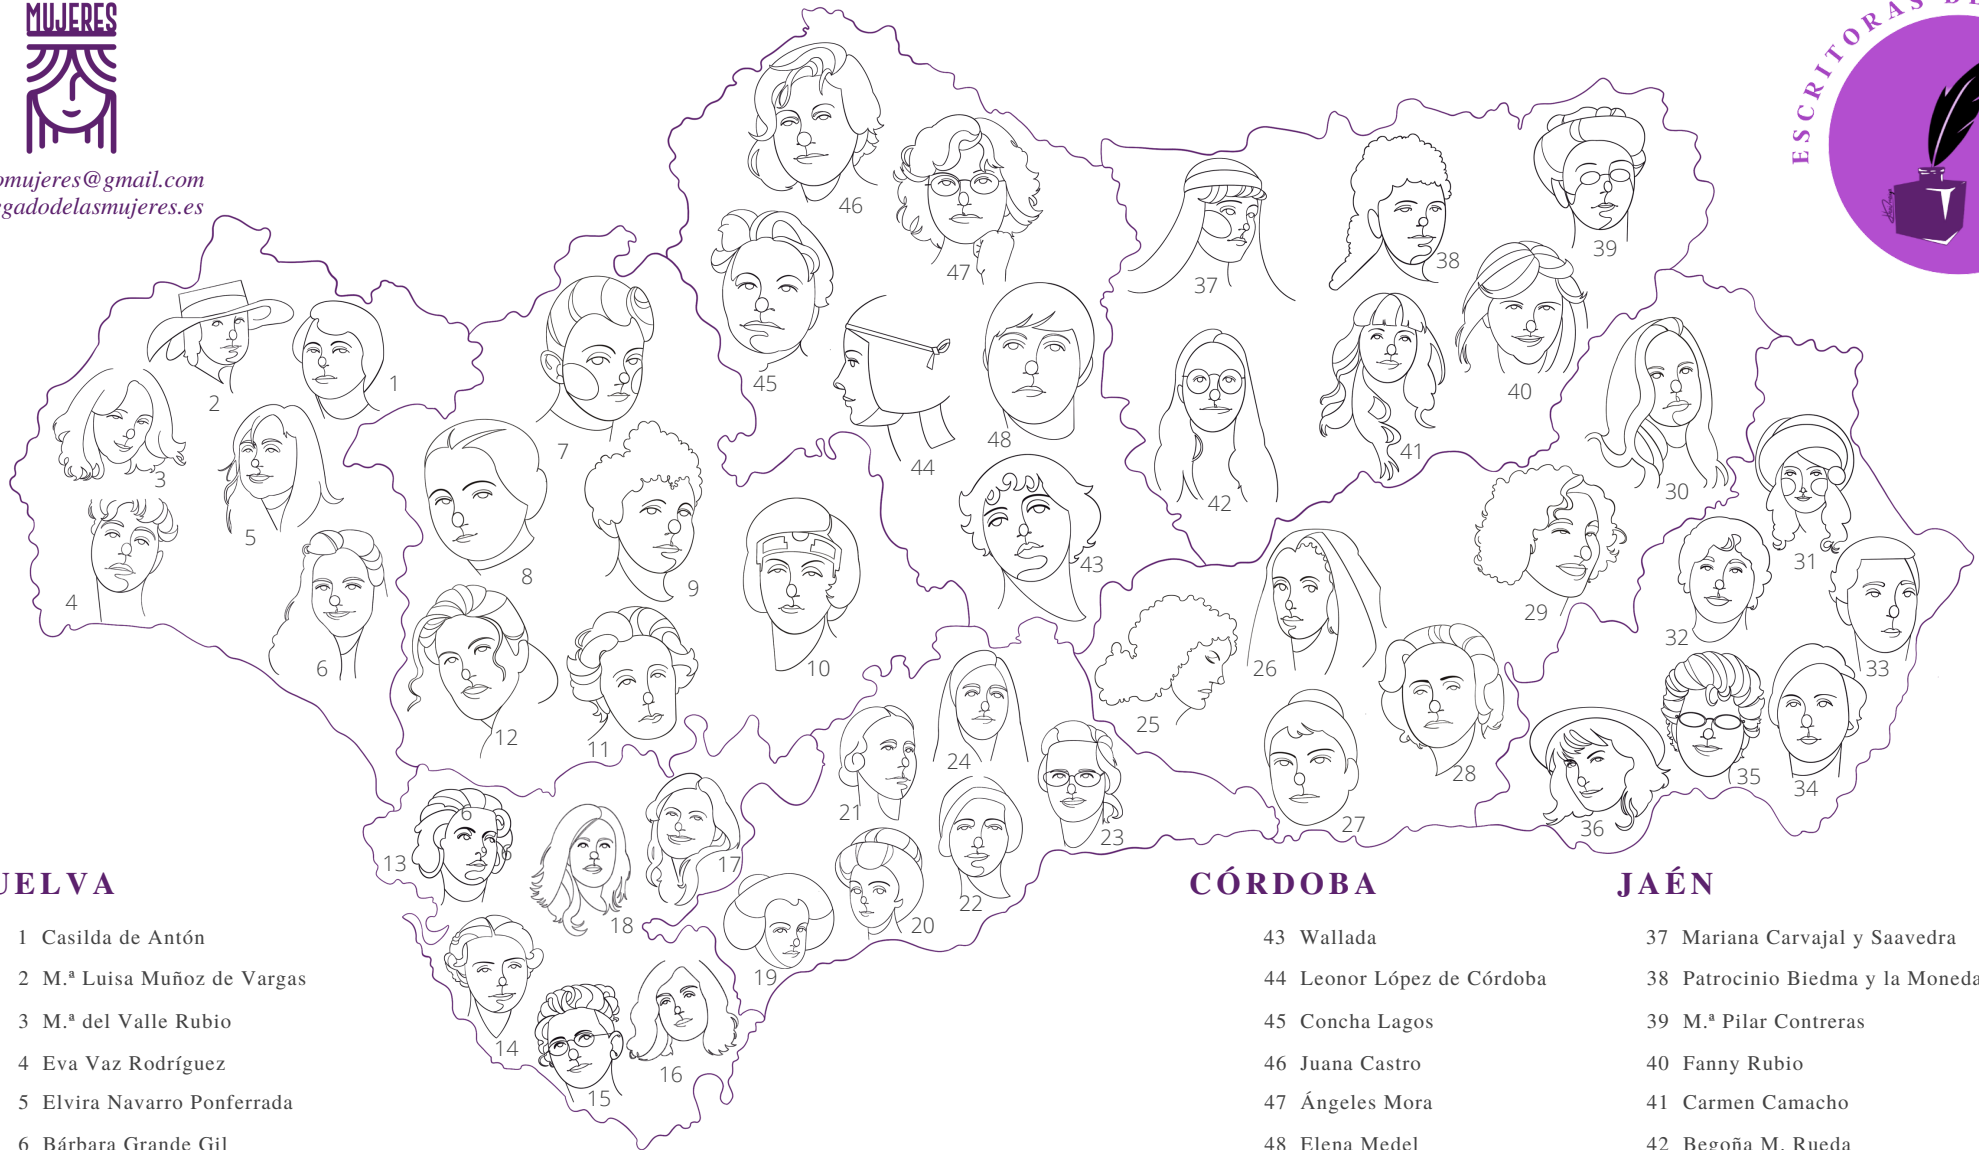 MUJERES
omujeres@gmail.com
egadodelasmujeres.es
ESCRITORAS DE
46
47
37
38
39
1
2
45
40
3
7
48
44
41
42
30
5
4
8
9
43
31
29
32
6
10
25
26
33
12
11
24
28
35
34
21
23
27
36
6
13
17
18
20
22
19
14
16
15
UELVA
1 Casilda de Antón
2 M.ª Luisa Muñoz de Vargas
3 M.ª del Valle Rubio
4 Eva Vaz Rodríguez
5 Elvira Navarro Ponferrada
6 Bárbara Grande Gil
CÓRDOBA
43 Wallada
44 Leonor López de Córdoba
45 Concha Lagos
46 Juana Castro
47 Ángeles Mora
48 Elena Medel
JAÉN
37 Mariana Carvajal y Saavedra
38 Patrocinio Biedma y la Moneda
39 M.ª Pilar Contreras
40 Fanny Rubio
41 Carmen Camacho
42 Begoña M. Rueda